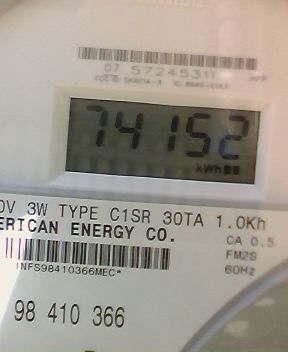 07 57245311
74152
kWh
0V 3W TYPE C1SR 30TA 1.0Kh
ERICAN ENERGY CO.
CA 0.5
FM2S
60Hz
INFS98410366MEC*
98 410 366